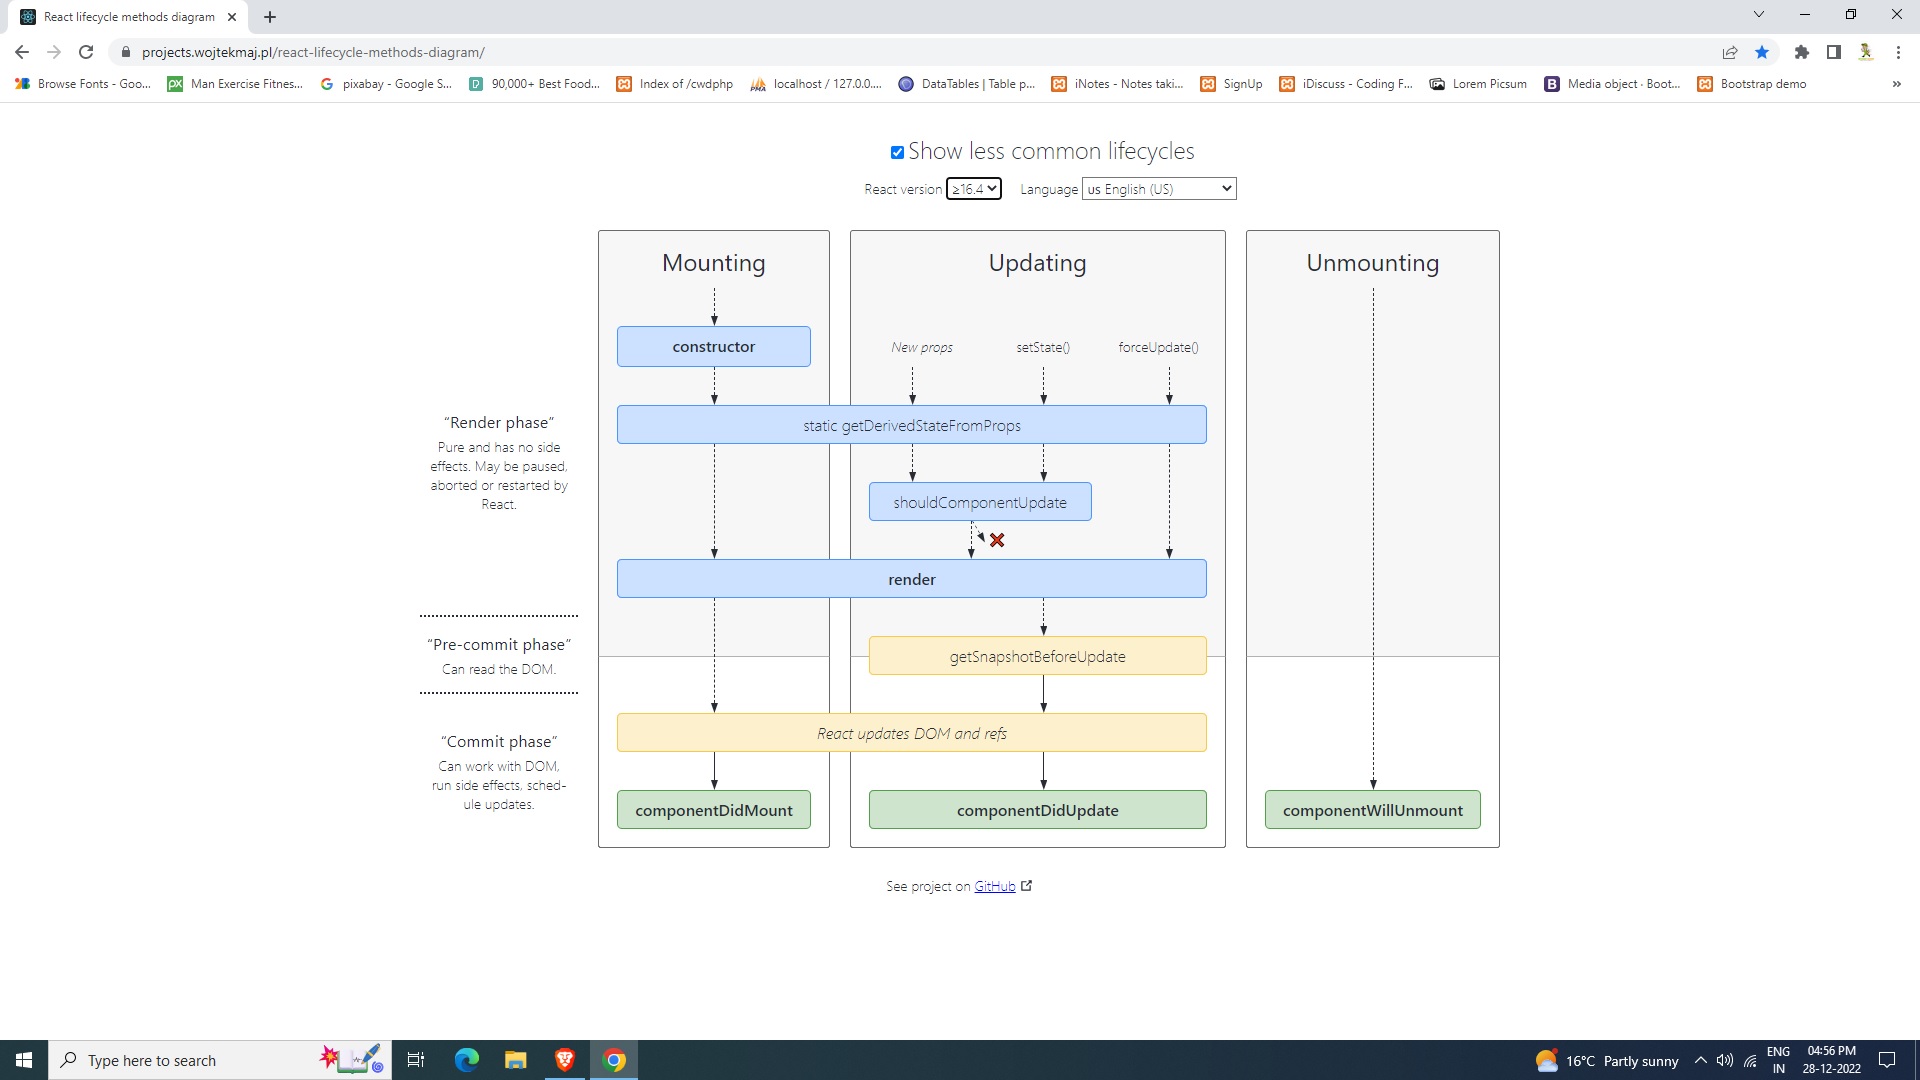 React lifecycle methods diagram
projects.wojtekmaj.pl/react-lifecycle-methods-diagram/
Browse Fonts - Goo...
Man Exercise Fitnes...
pixabay - Google S...
90,000+ Best Food...
Index of /cwdphp
localhost / 127.0.0....
DataTables | Table p...
iNotes - Notes taki...
SignUp
iDiscuss - Coding F...
Lorem Picsum
Media object · Boot...
Bootstrap demo
»
Show less common lifecycles
React version ≥16.4 Language us English (US)
Mounting
Updating
Unmounting
constructor
New props
setState()
forceUpdate()
"Render phase"
Pure and has no side
effects. May be paused,
aborted or restarted by
React.
static getDerivedStateFromProps
shouldComponentUpdate
render
"Pre-commit phase"
Can read the DOM.
getSnapshotBeforeUpdate
"Commit phase"
Can work with DOM,
run side effects, sched-
ule updates.
React updates DOM and refs
componentDidMount
componentDidUpdate
componentWillUnmount
See project on GitHub
Type here to search
16°C Partly sunny
ENG
IN
04:56 PM
28-12-2022